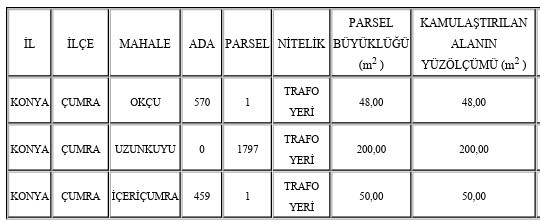 İL İLÇE MAHALE ADA PARSEL NİTELİK PARSEL BÜYÜKLÜĞÜ (m2 ) KAMULAŞTIRILAN ALANIN YÜZÖLÇÜMÜ (m2 )
KONYA ÇUMRA OKÇU 570 1 TRAFO YERİ 48,00 48,00
KONYA ÇUMRA UZUNKUYU 0 1797 TRAFO YERİ 200,00 200,00
KONYA ÇUMRA İÇERİÇUMRA 459 1 TRAFO YERİ 50,00 50,00